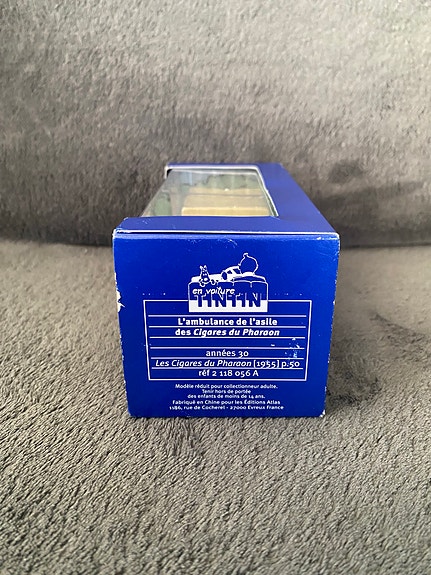 en voiture
TINTIN
L'ambulance de l'asile
des Cigares du Pharaon
années 30
Les Cigares du Pharaon [1955] p.50
réf 2 118 056 A
Modèle réduit pour collectionneur adulte.
Tenir hors de portée
des enfants de moins de 14 ans.
Fabriqué en Chine pour les Éditions Atlas
1186, rue de Cocherel - 27000 Evreux France